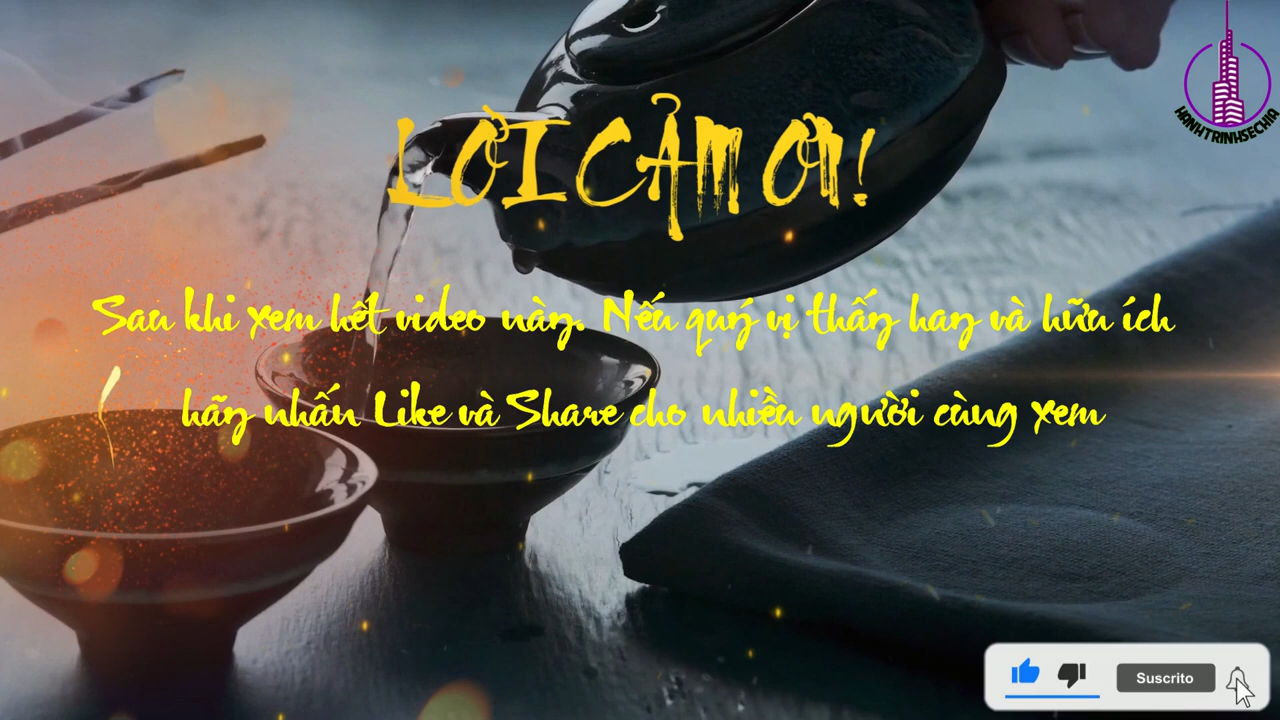 LỜI CẢM ƠN!
HANHTRINHSECHIA
Sau khi xem hết video này. Nếu quý vị thấy hay và hữu ích
hãy nhấn Like và Share cho nhiều người cùng xem
Suscrito